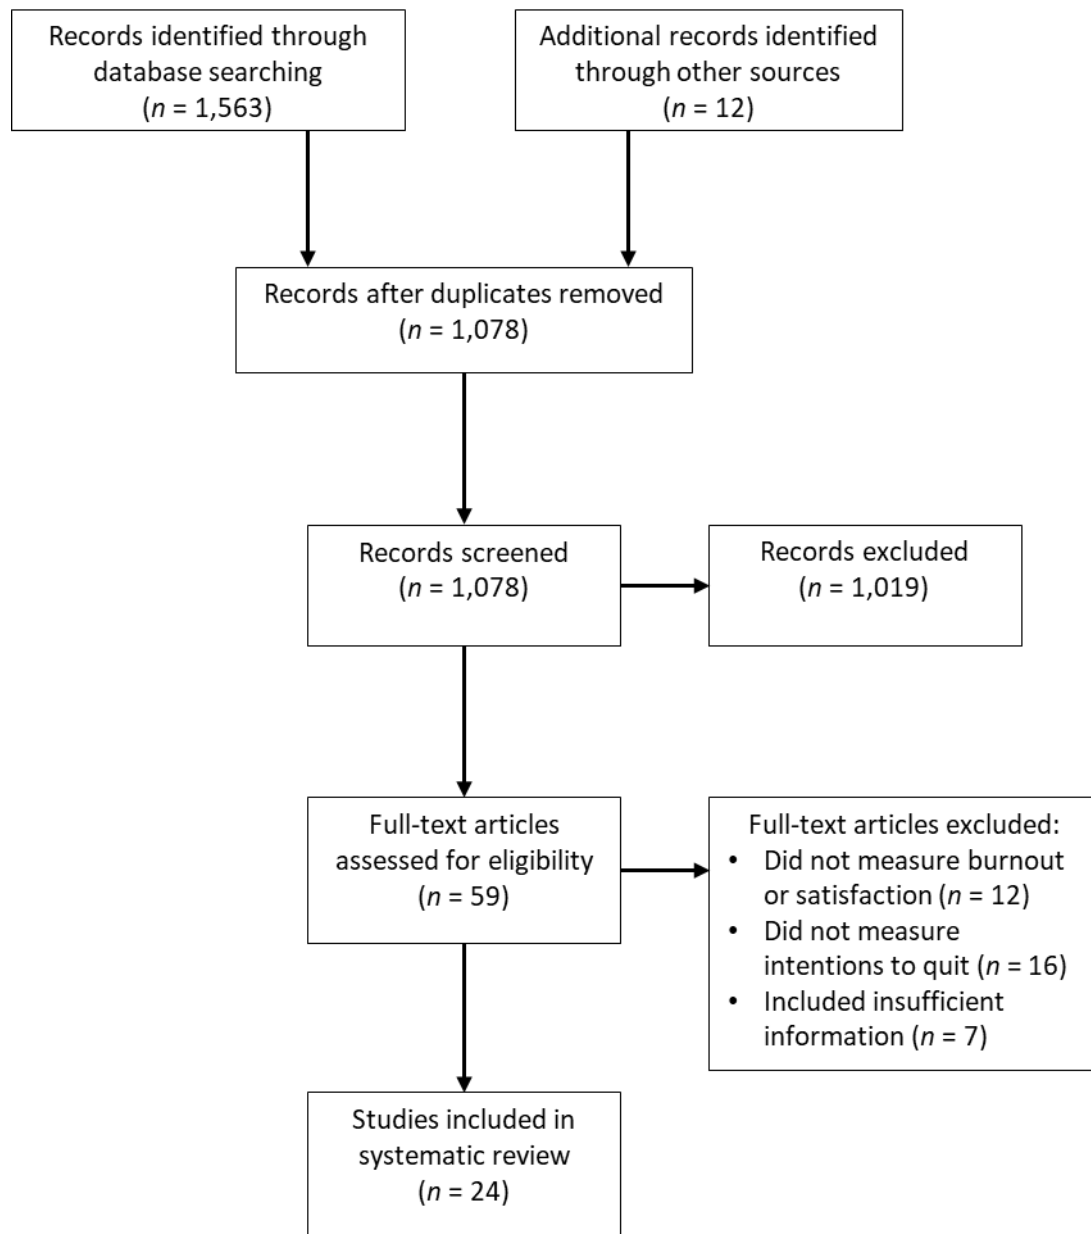 Records identified through
database searching
(n = 1,563)
Additional records identified
through other sources
(n = 12)
Records after duplicates removed
(n = 1,078)
Records screened
(n = 1,078)
Records excluded
(n = 1,019)
Full-text articles
assessed for eligibility
(n = 59)
Full-text articles excluded:
• Did not measure burnout
or satisfaction (n = 12)
• Did not measure
intentions to quit (n = 16)
• Included insufficient
information (n = 7)
Studies included in
systematic review
(n = 24)